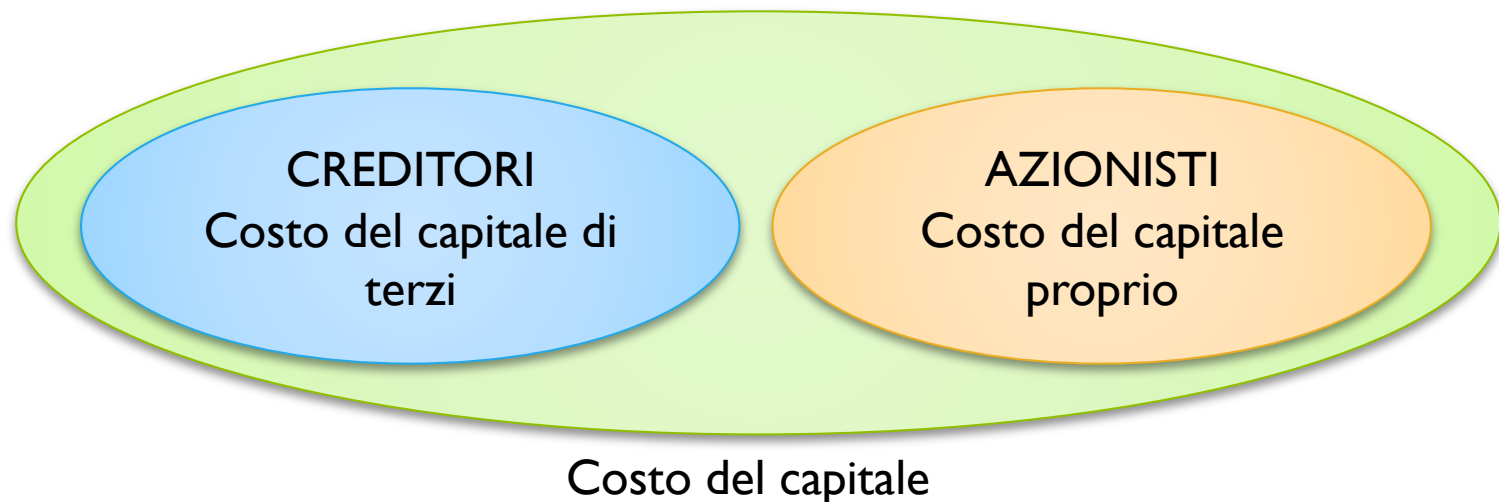 CREDITORI
Costo del capitale di
terzi
AZIONISTI
Costo del capitale
proprio
Costo del capitale